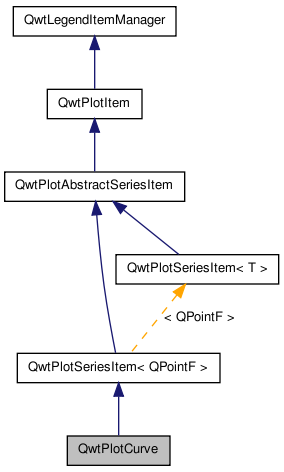 QwtLegendItemManager
QwtPlotItem
QwtPlotAbstractSeriesItem
QwtPlotSeriesItem< T >
< QPointF >
QwtPlotSeriesItem< QPointF >
QwtPlotCurve